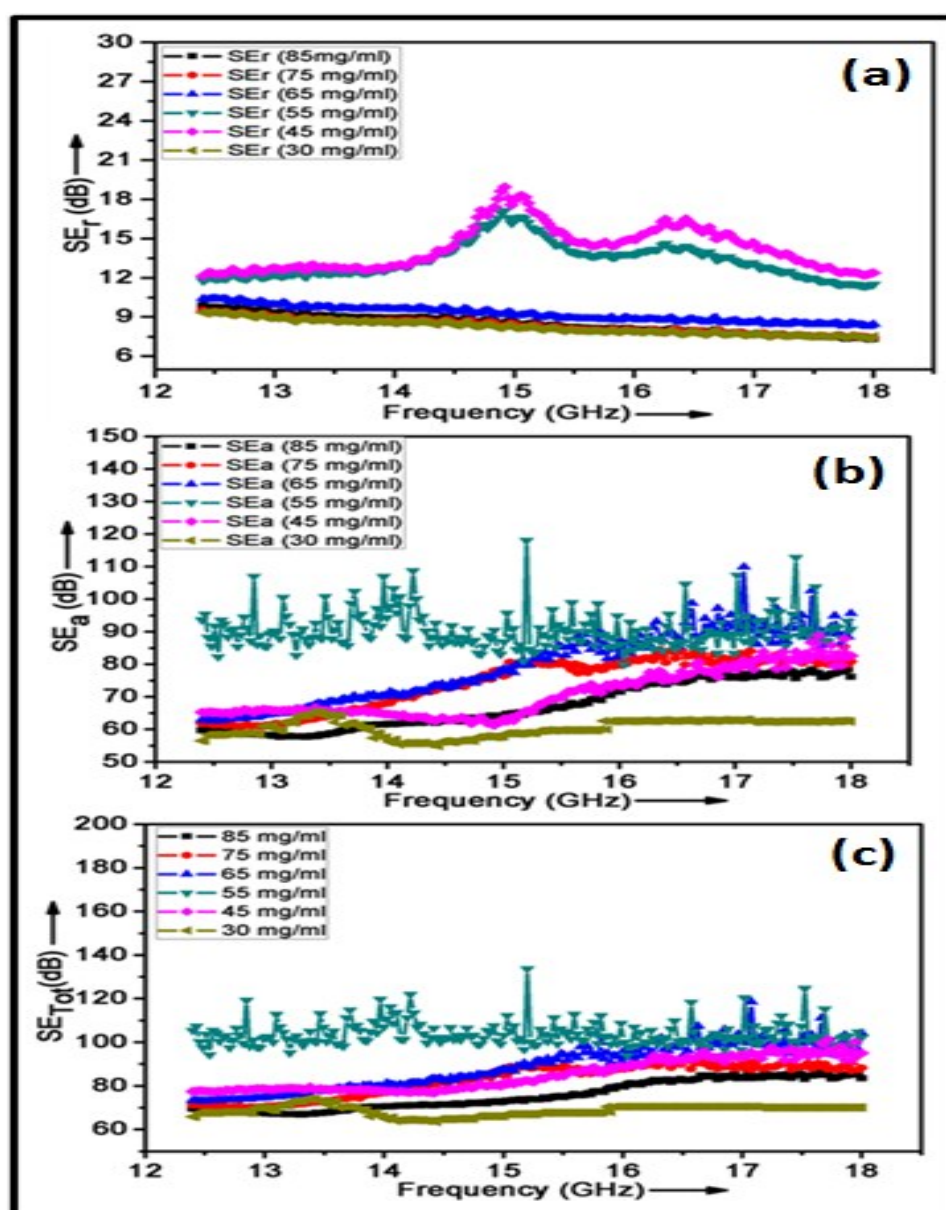 30
27
24
21
18
15
12
9
6
SEr (dB)
SEr (85mg/ml)
SEr (75 mg/ml)
SEr (65 mg/ml)
SEr (55 mg/ml)
SEr (45 mg/ml)
SEr (30 mg/ml)
(a)
12 13 14 15 16 17 18
Frequency (GHz)
150
140
130
120
110
100
90
80
70
60
50
SEa (dB)
SEa (85 mg/ml)
SEa (75 mg/ml)
SEa (65 mg/ml)
SEa (55 mg/ml)
SEa (45 mg/ml)
SEa (30 mg/ml)
(b)
12 13 14 15 16 17 18
Frequency (GHz)
200
180
160
140
120
100
80
60
SETot(dB)
85 mg/ml
75 mg/ml
65 mg/ml
55 mg/ml
45 mg/ml
30 mg/ml
(c)
12 13 14 15 16 17 18
Frequency (GHz)